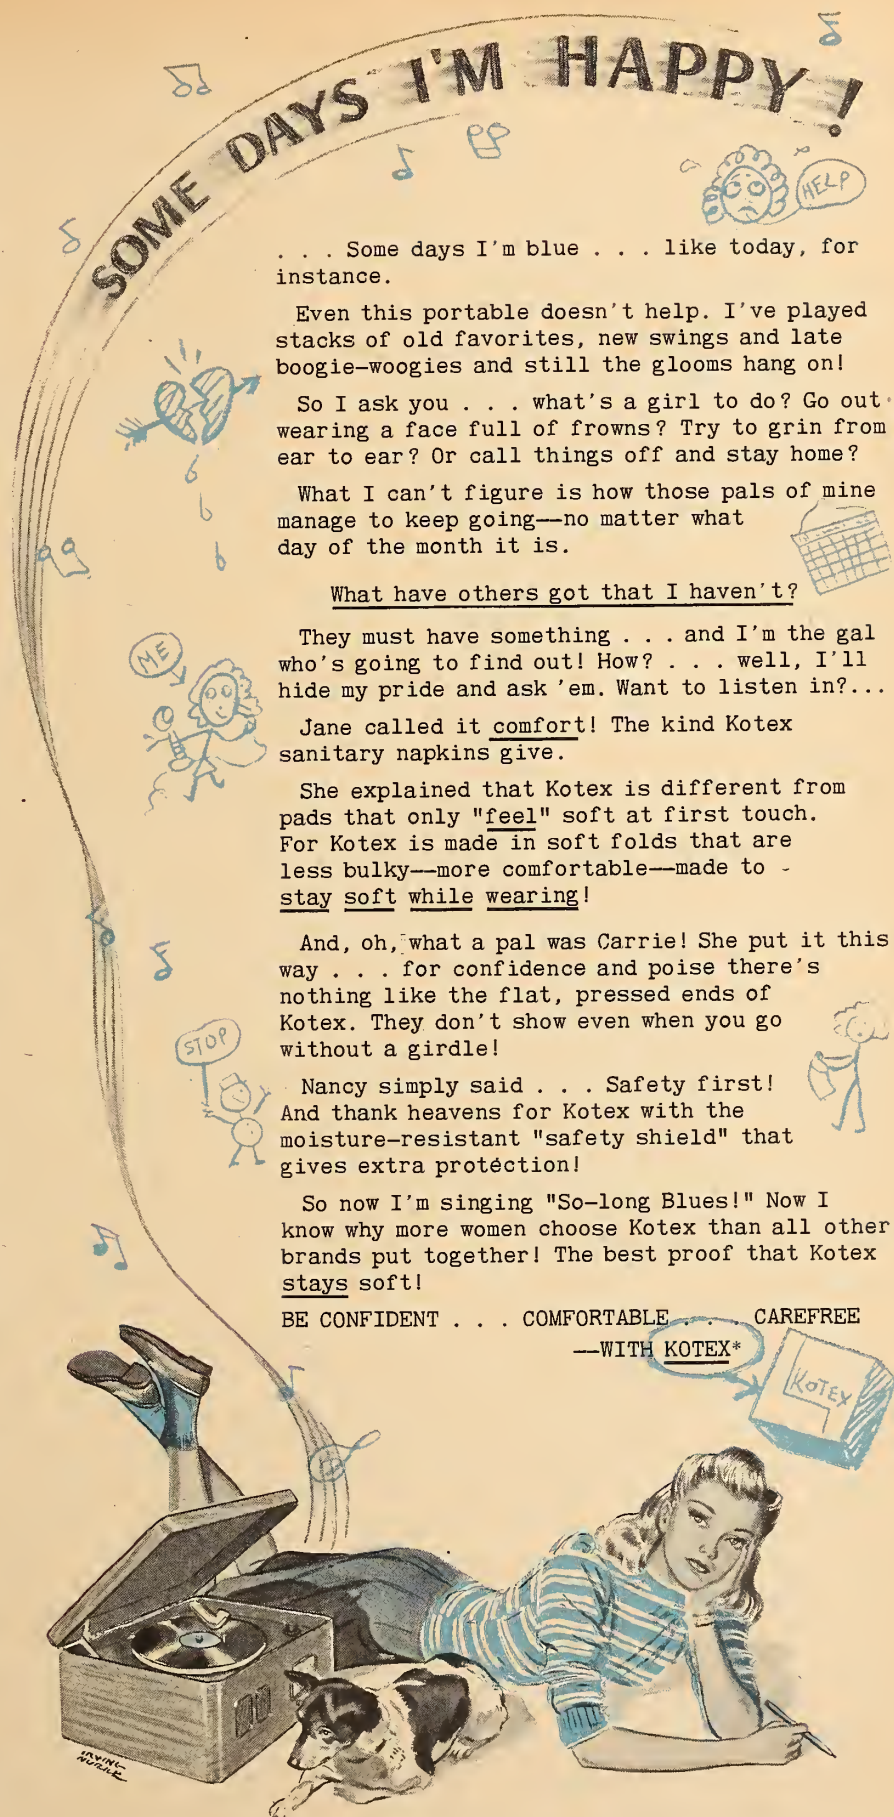 SOME DAYS I'M HAPPY!
HELP
. . . Some days I'm blue . . . like today, for
instance.
Even this portable doesn't help. I've played
stacks of old favorites, new swings and late
boogie-woogies and still the glooms hang on!
So I ask you . . . what's a girl to do? Go out
wearing a face full of frowns? Try to grin from
ear to ear? Or call things off and stay home?
What I can't figure is how those pals of mine
manage to keep going—no matter what
day of the month it is.
What have others got that I haven't?
ME
They must have something . . . and I'm the gal
who's going to find out! How? . . . well, I'll
hide my pride and ask 'em. Want to listen in?...
Jane called it comfort! The kind Kotex
sanitary napkins give.
She explained that Kotex is different from
pads that only "feel" soft at first touch.
For Kotex is made in soft folds that are
less bulky—more comfortable—made to
stay soft while wearing!
And, oh, what a pal was Carrie! She put it this
way . . . for confidence and poise there's
nothing like the flat, pressed ends of
Kotex. They don't show even when you go
without a girdle!
STOP
Nancy simply said . . . Safety first!
And thank heavens for Kotex with the
moisture-resistant "safety shield" that
gives extra protection!
So now I'm singing "So-long Blues!" Now I
know why more women choose Kotex than all other
brands put together! The best proof that Kotex
stays soft!
BE CONFIDENT . . . COMFORTABLE . . . CAREFREE
—WITH KOTEX*
KOTEX
IRVING
NURICK